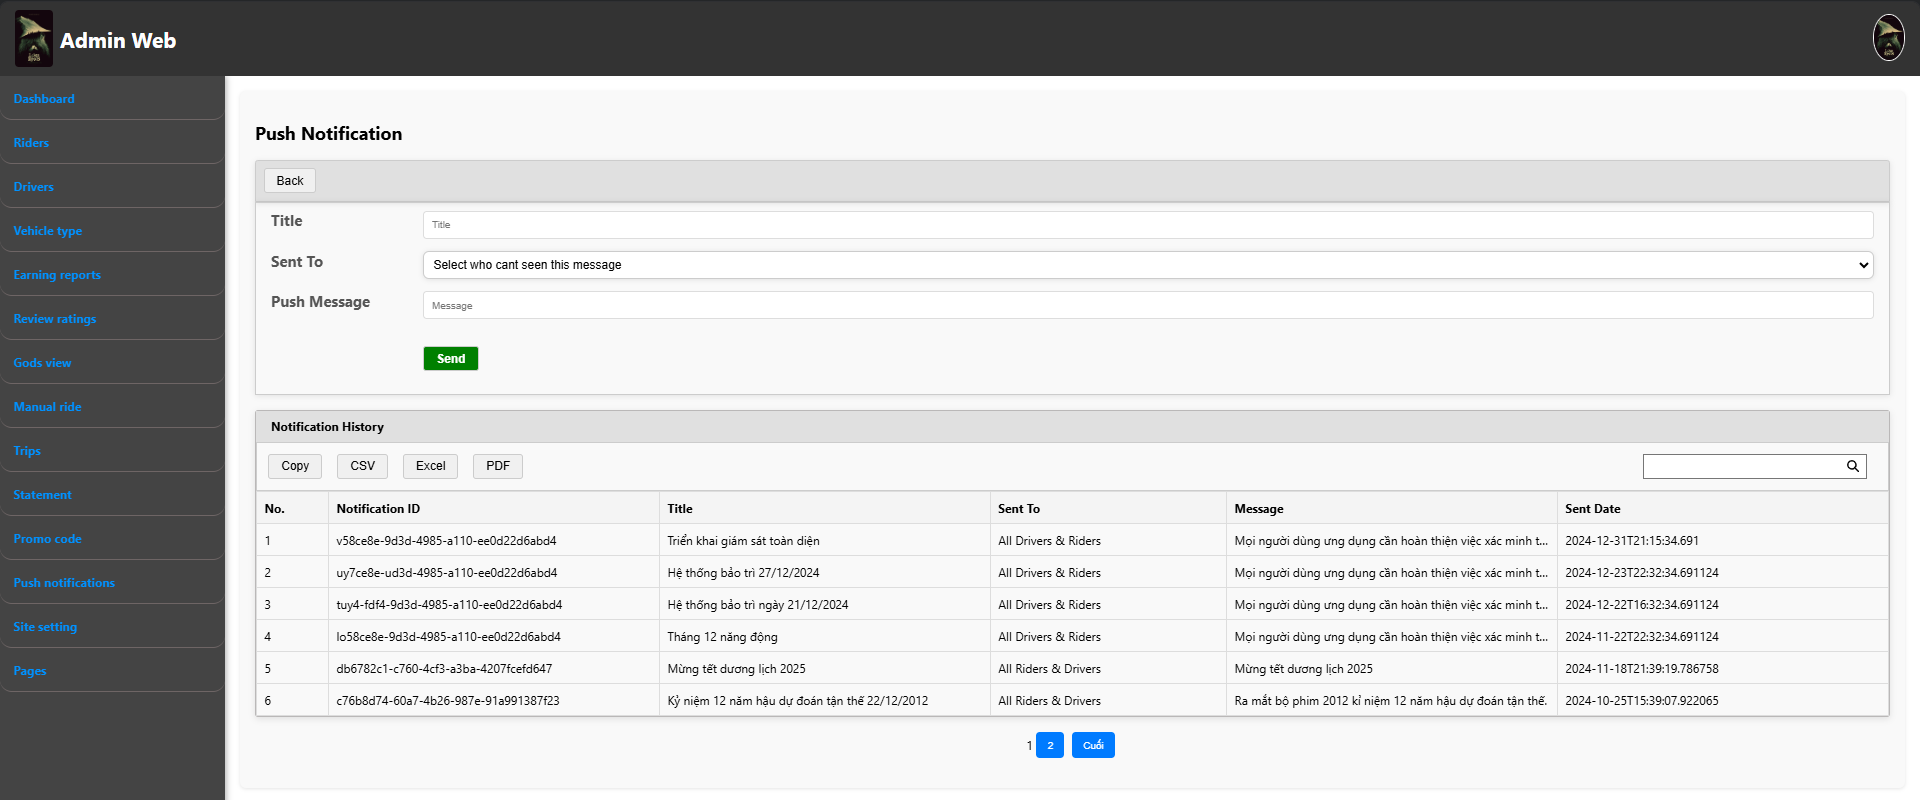 Admin Web
Dashboard
Riders
Drivers
Vehicle type
Earning reports
Review ratings
Gods view
Manual ride
Trips
Statement
Promo code
Push notifications
Site setting
Pages
Push Notification
Back
Title
Title
Sent To
Select who cant seen this message
Push Message
Message
Send
Notification History
Copy CSV Excel PDF
No. Notification ID Title Sent To Message Sent Date
1 v58ce8e-9d3d-4985-a110-ee0d22d6abd4 Triển khai giám sát toàn diện All Drivers & Riders Mọi người dùng ứng dụng cần hoàn thiện việc xác minh t... 2024-12-31T21:15:34.691
2 uy7ce8e-ud3d-4985-a110-ee0d22d6abd4 Hệ thống bảo trì 27/12/2024 All Drivers & Riders Mọi người dùng ứng dụng cần hoàn thiện việc xác minh t... 2024-12-23T22:32:34.691124
3 tuy4-fdf4-9d3d-4985-a110-ee0d22d6abd4 Hệ thống bảo trì ngày 21/12/2024 All Drivers & Riders Mọi người dùng ứng dụng cần hoàn thiện việc xác minh t... 2024-12-22T16:32:34.691124
4 lo58ce8e-9d3d-4985-a110-ee0d22d6abd4 Tháng 12 năng động All Drivers & Riders Mọi người dùng ứng dụng cần hoàn thiện việc xác minh t... 2024-11-22T22:32:34.691124
5 db6782c1-c760-4cf3-a3ba-4207fcefd647 Mừng tết dương lịch 2025 All Riders & Drivers Mừng tết dương lịch 2025 2024-11-18T21:39:19.786758
6 c76b8d74-60a7-4b26-987e-91a991387f23 Kỷ niệm 12 năm hậu dự đoán tận thế 22/12/2012 All Riders & Drivers Ra mắt bộ phim 2012 kỉ niệm 12 năm hậu dự đoán tận thế. 2024-10-25T15:39:07.922065
1 2 Cuối